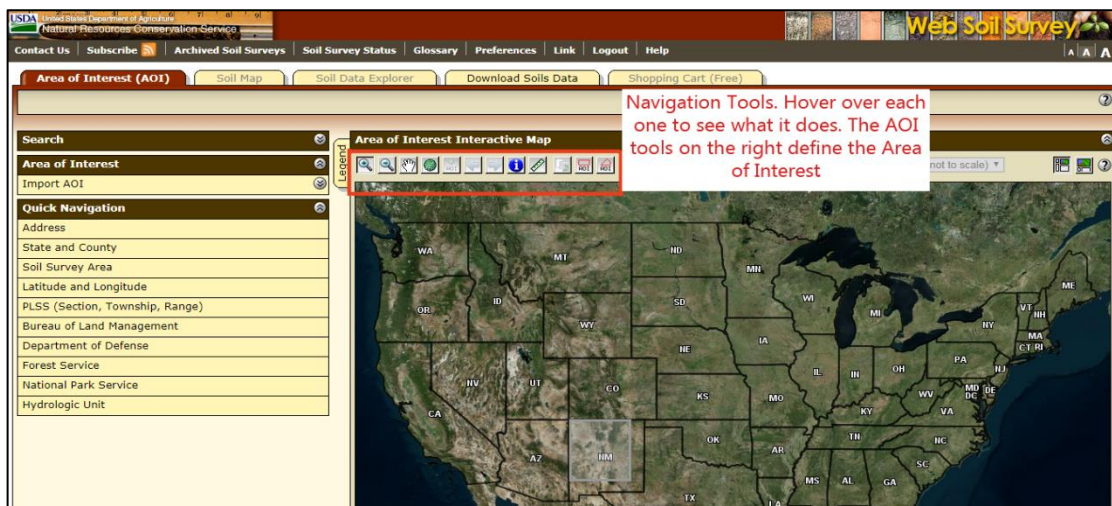 USDA United States Department of Agriculture
Natural Resources Conservation Service
Web Soil Survey
Contact Us | Subscribe | Archived Soil Surveys | Soil Survey Status | Glossary | Preferences | Link | Logout | Help
A A A
Area of Interest (AOI)
Soil Map
Soil Data Explorer
Download Soils Data
Shopping Cart (Free)
Navigation Tools. Hover over each
one to see what it does. The AOI
tools on the right define the Area
of Interest
Search
Area of Interest
Import AOI
Quick Navigation
Address
State and County
Soil Survey Area
Latitude and Longitude
PLSS (Section, Township, Range)
Bureau of Land Management
Department of Defense
Forest Service
National Park Service
Hydrologic Unit
Legend
Area of Interest Interactive Map
AOI AOI AOI
not to scale)
WA
MT
ND
MN
ME
OR
ID
SD
WI
MI
VT
NH
WY
NY
MA
IA
CT RI
NE
PA
NJ
NV
UT
CO
IL
IN
OH
MD
DE
DC
WV
KS
MO
VA
CA
KY
AZ
NM
OK
TN
NC
AR
SC
MS
AL
GA
TX
LA